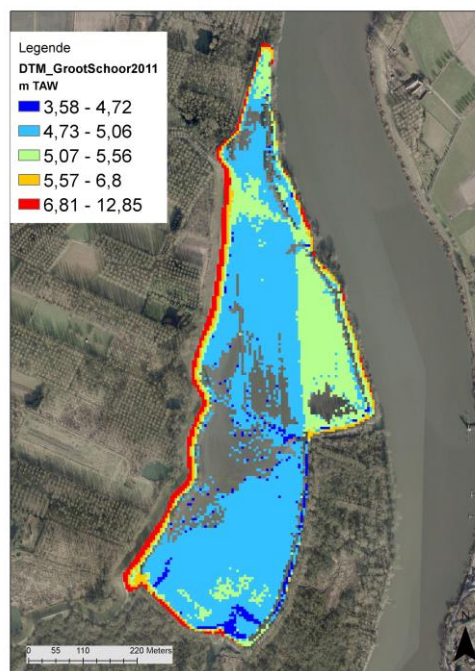 Legende
DTM_GrootSchoor2011
m TAW
3,58 - 4,72
4,73 - 5,06
5,07 - 5,56
5,57 - 6,8
6,81 - 12,85
0 55 110 220 Meters